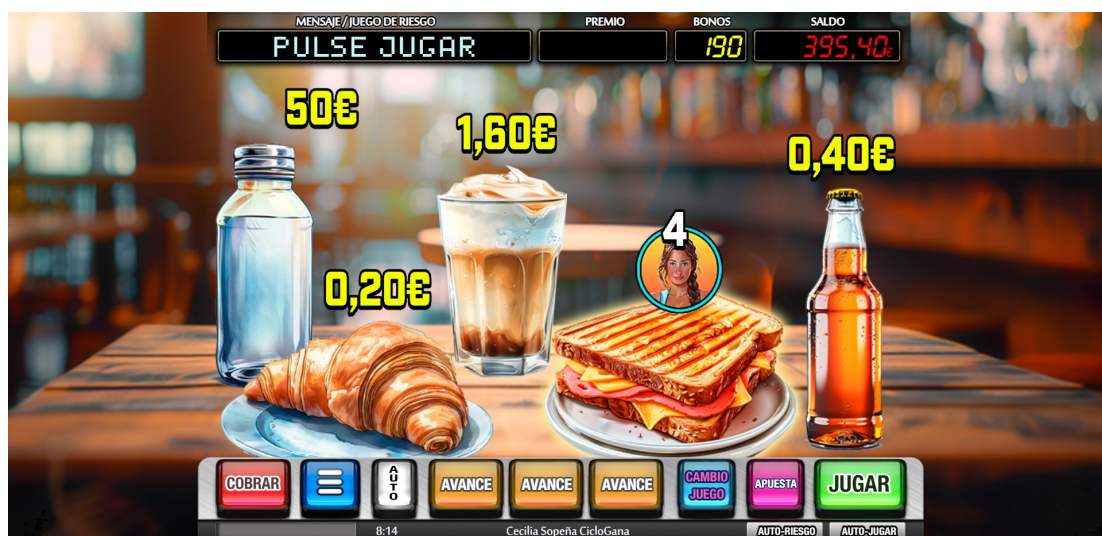 MENSAJE / JUEGO DE RIESGO PREMIO BONOS SALDO
PULSE JUGAR 190 395,40€
50€
1,60€
0,40€
4
0,20€
COBRAR AUTO AVANCE AVANCE AVANCE CAMBIO JUEGO APUESTA JUGAR
8:14 Cecilia Sopeña CicloGana AUTO-RIESGO AUTO-JUGAR